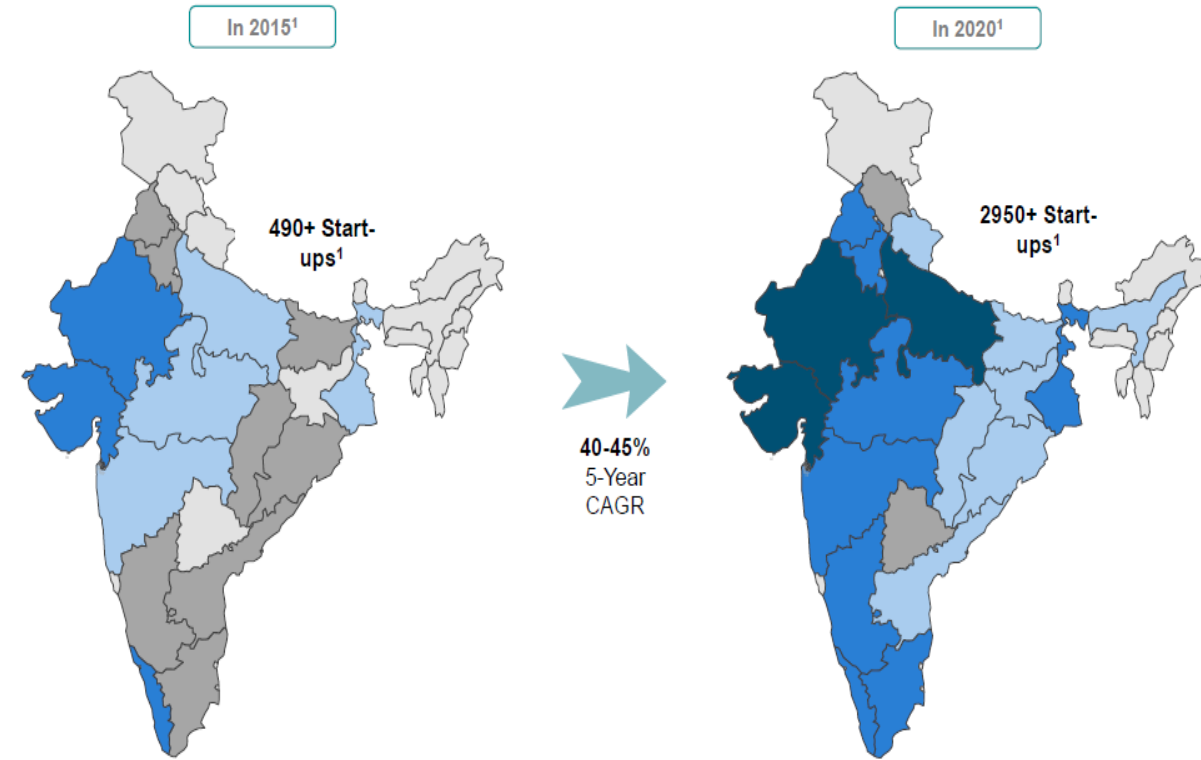 In 2015¹
In 2020¹
490+ Start-
ups¹
2950+ Start-
ups¹
40-45%
5-Year
CAGR